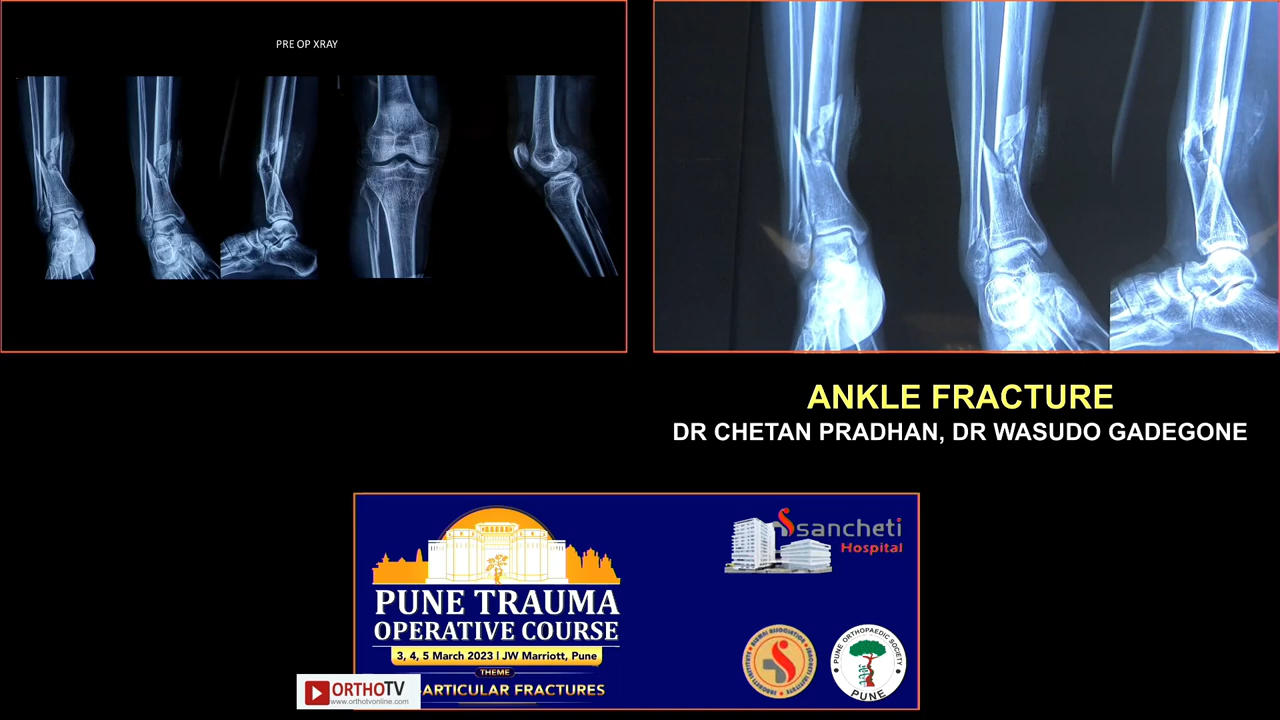 PRE OP XRAY
ANKLE FRACTURE
DR CHETAN PRADHAN, DR WASUDO GADEGONE
sancheti
Hospital
PUNE TRAUMA
OPERATIVE COURSE
3, 4, 5 March 2023 | JW Marriott, Pune
THEME
ARTICULAR FRACTURES
ORTHOTV
www.orthotvonline.com
PUNE ORTHOPAEDIC SOCIETY
PUNE